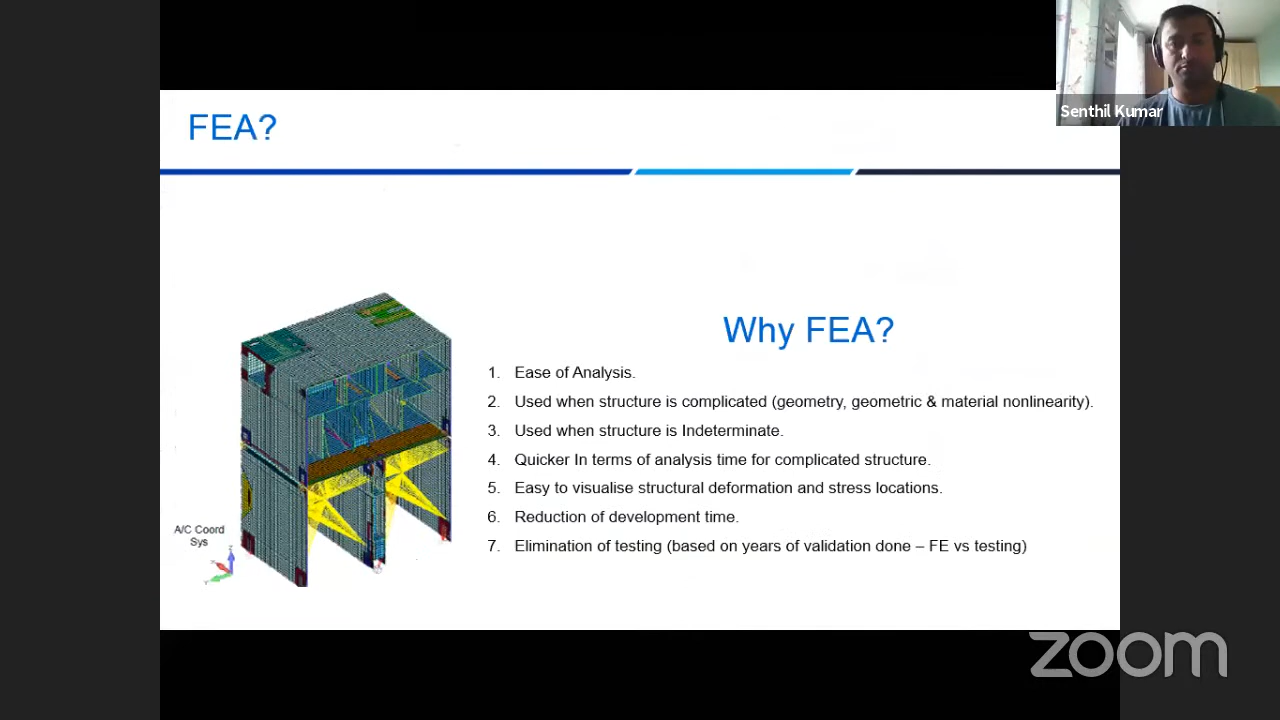 Senthil Kumar
FEA?
Why FEA?
1. Ease of Analysis.
2. Used when structure is complicated (geometry, geometric & material nonlinearity).
3. Used when structure is Indeterminate.
4. Quicker In terms of analysis time for complicated structure.
5. Easy to visualise structural deformation and stress locations.
6. Reduction of development time.
7. Elimination of testing (based on years of validation done – FE vs testing)
A/C Coord
Sys
Z
X
Y
zoom